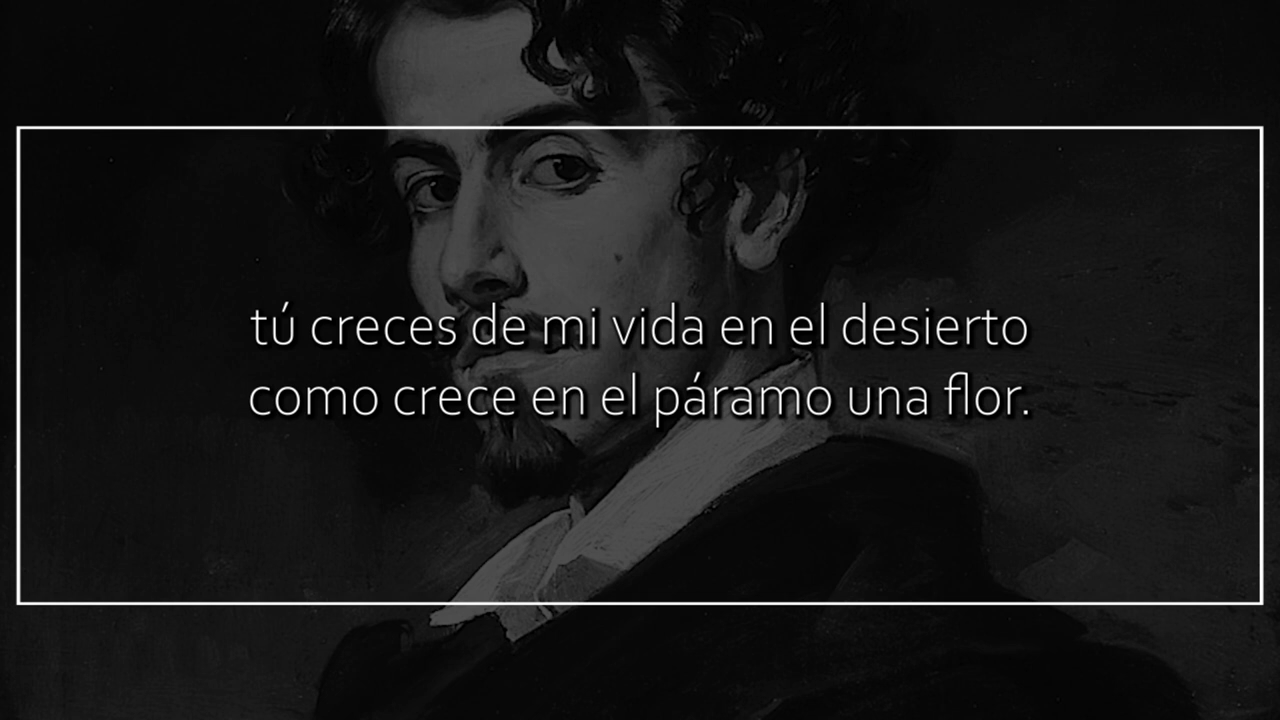 tú creces de mi vida en el desierto
como crece en el páramo una flor.